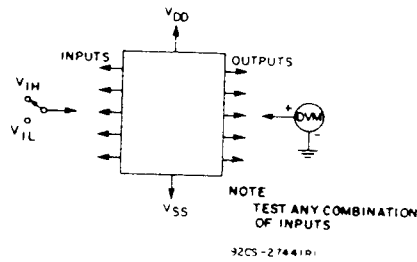 VDD
INPUTS
OUTPUTS
VIH
VIL
+
DVM
-
VSS
NOTE
TEST ANY COMBINATION
OF INPUTS
92CS-27441R1